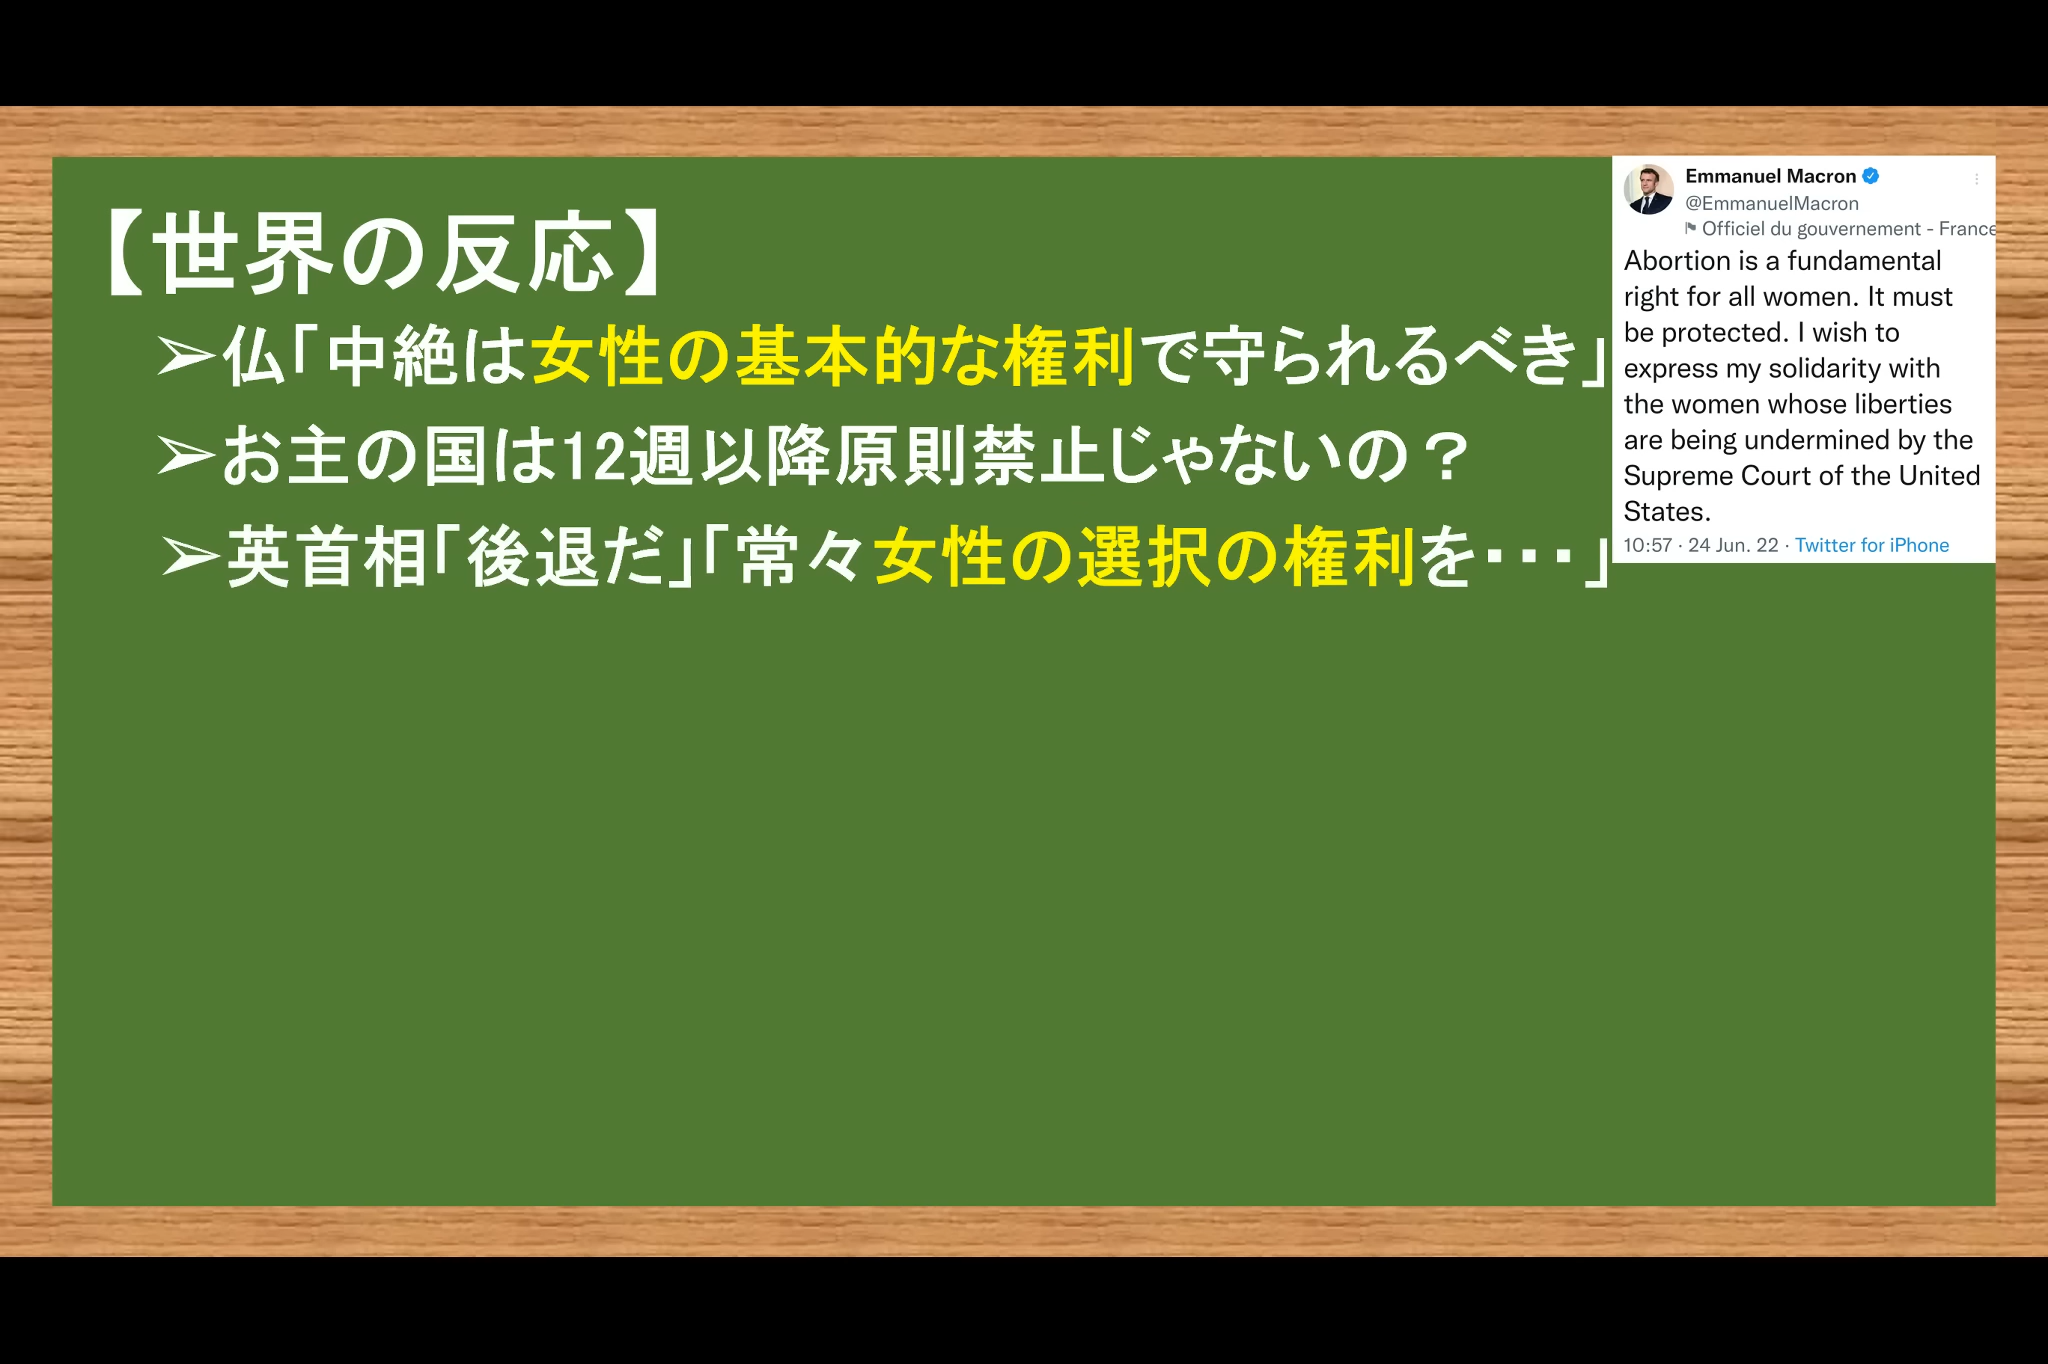 【世界の反応】
➢仏｢中絶は女性の基本的な権利で守られるべき｣
➢お主の国は12週以降原則禁止じゃないの？
➢英首相｢後退だ｣｢常々女性の選択の権利を･･･｣
Emmanuel Macron
@EmmanuelMacron
Officiel du gouvernement - France
Abortion is a fundamental
right for all women. It must
be protected. I wish to
express my solidarity with
the women whose liberties
are being undermined by the
Supreme Court of the United
States.
10:57 · 24 Jun. 22 · Twitter for iPhone